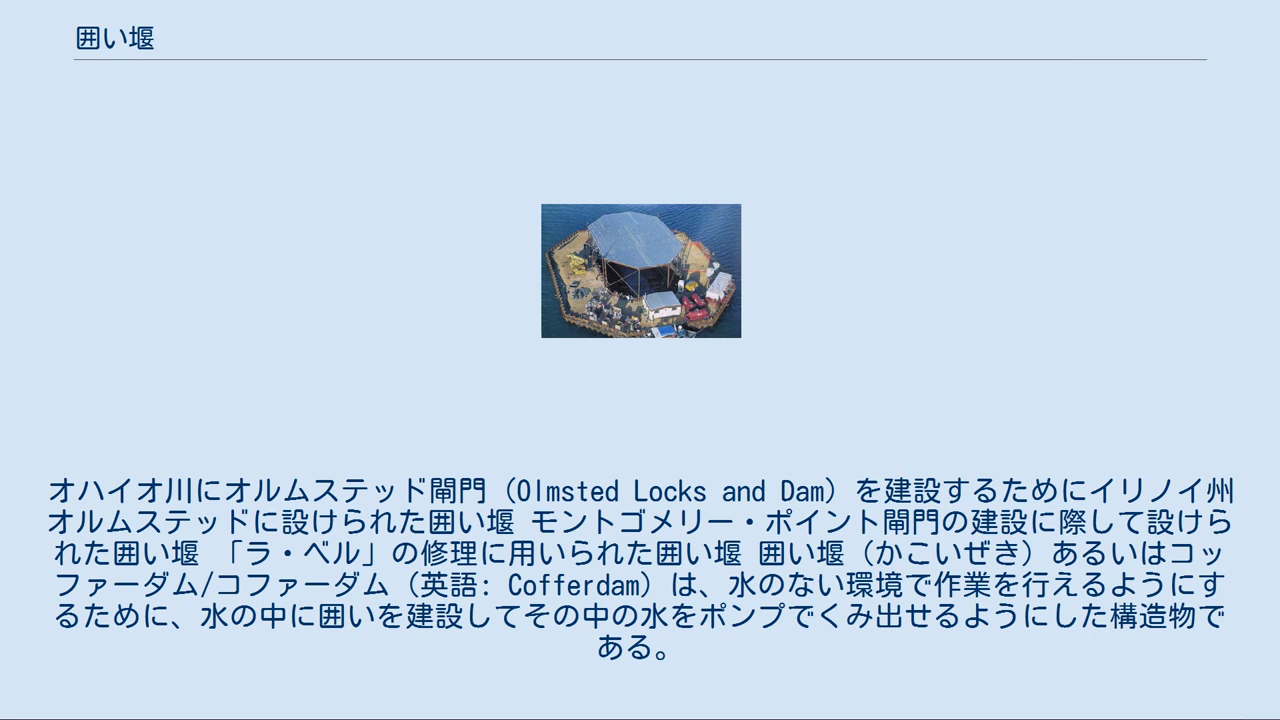 囲い堰
オハイオ川にオルムステッド閘門（Olmsted Locks and Dam）を建設するためにイリノイ州
オルムステッドに設けられた囲い堰 モントゴメリー・ポイント閘門の建設に際して設けら
れた囲い堰 「ラ・ベル」の修理に用いられた囲い堰 囲い堰（かこいぜき）あるいはコッ
ファーダム/コファーダム（英語: Cofferdam）は、水のない環境で作業を行えるようにす
るために、水の中に囲いを建設してその中の水をポンプでくみ出せるようにした構造物で
ある。